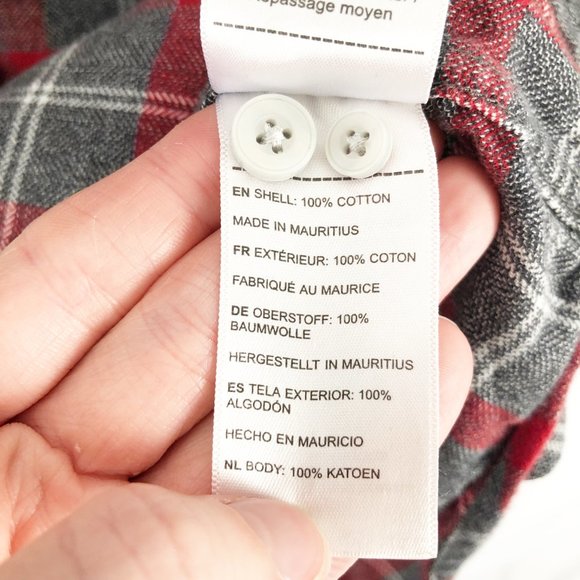 repassage moyen
EN SHELL: 100% COTTON
MADE IN MAURITIUS
FR EXTÉRIEUR: 100% COTON
FABRIQUÉ AU MAURICE
DE OBERSTOFF: 100%
BAUMWOLLE
HERGESTELLT IN MAURITIUS
ES TELA EXTERIOR: 100%
ALGODÓN
HECHO EN MAURICIO
NL BODY: 100% KATOEN